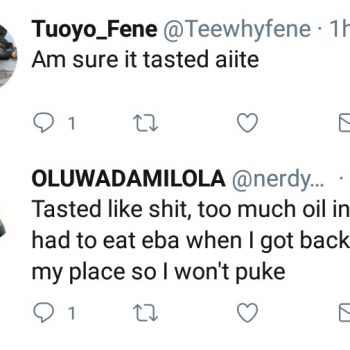 Tuoyo_Fene @Teewhyfene · 1h
Am sure it tasted aiite
1
OLUWADAMILOLA @nerdy... ·
Tasted like shit, too much oil in
had to eat eba when I got back
my place so I won't puke
1